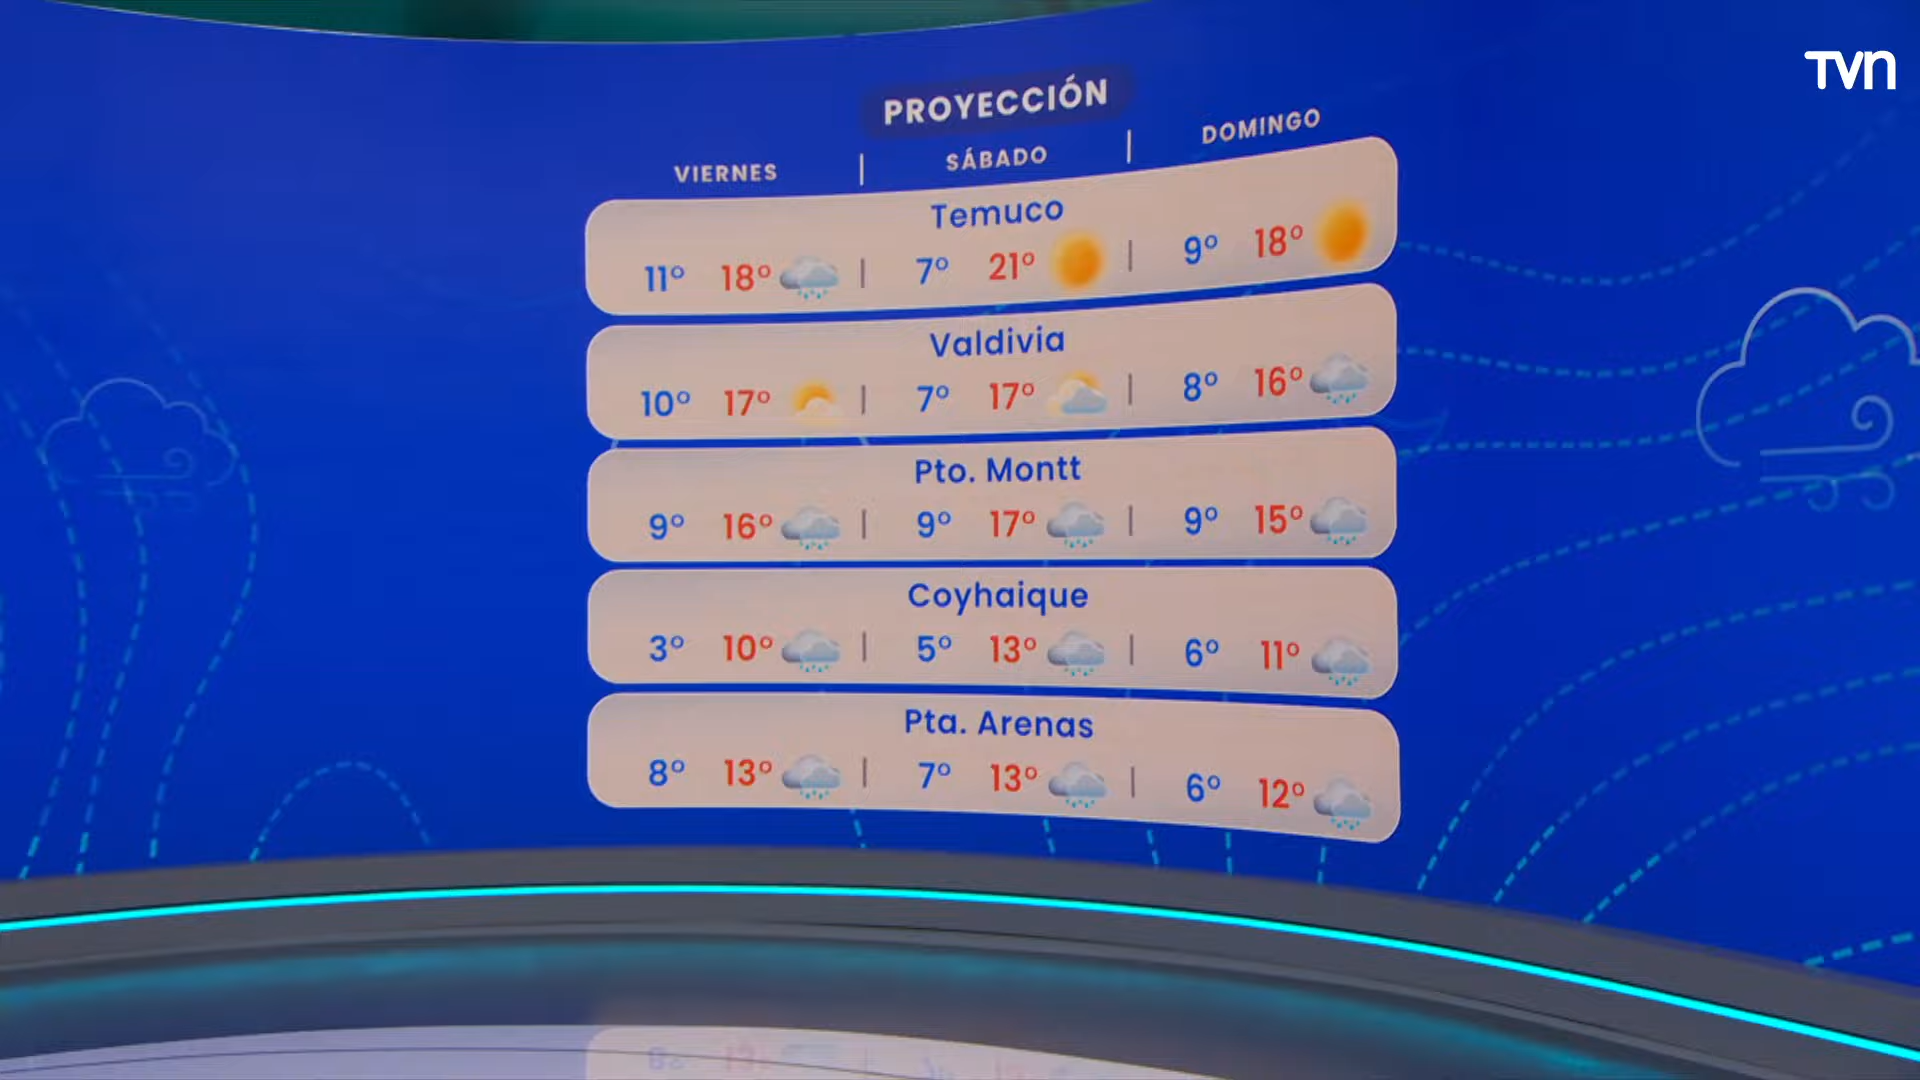 TVN
PROYECCIÓN
VIERNES | SÁBADO | DOMINGO
Temuco
11° 18° | 7° 21° | 9° 18°
Valdivia
10° 17° | 7° 17° | 8° 16°
Pto. Montt
9° 16° | 9° 17° | 9° 15°
Coyhaique
3° 10° | 5° 13° | 6° 11°
Pta. Arenas
8° 13° | 7° 13° | 6° 12°